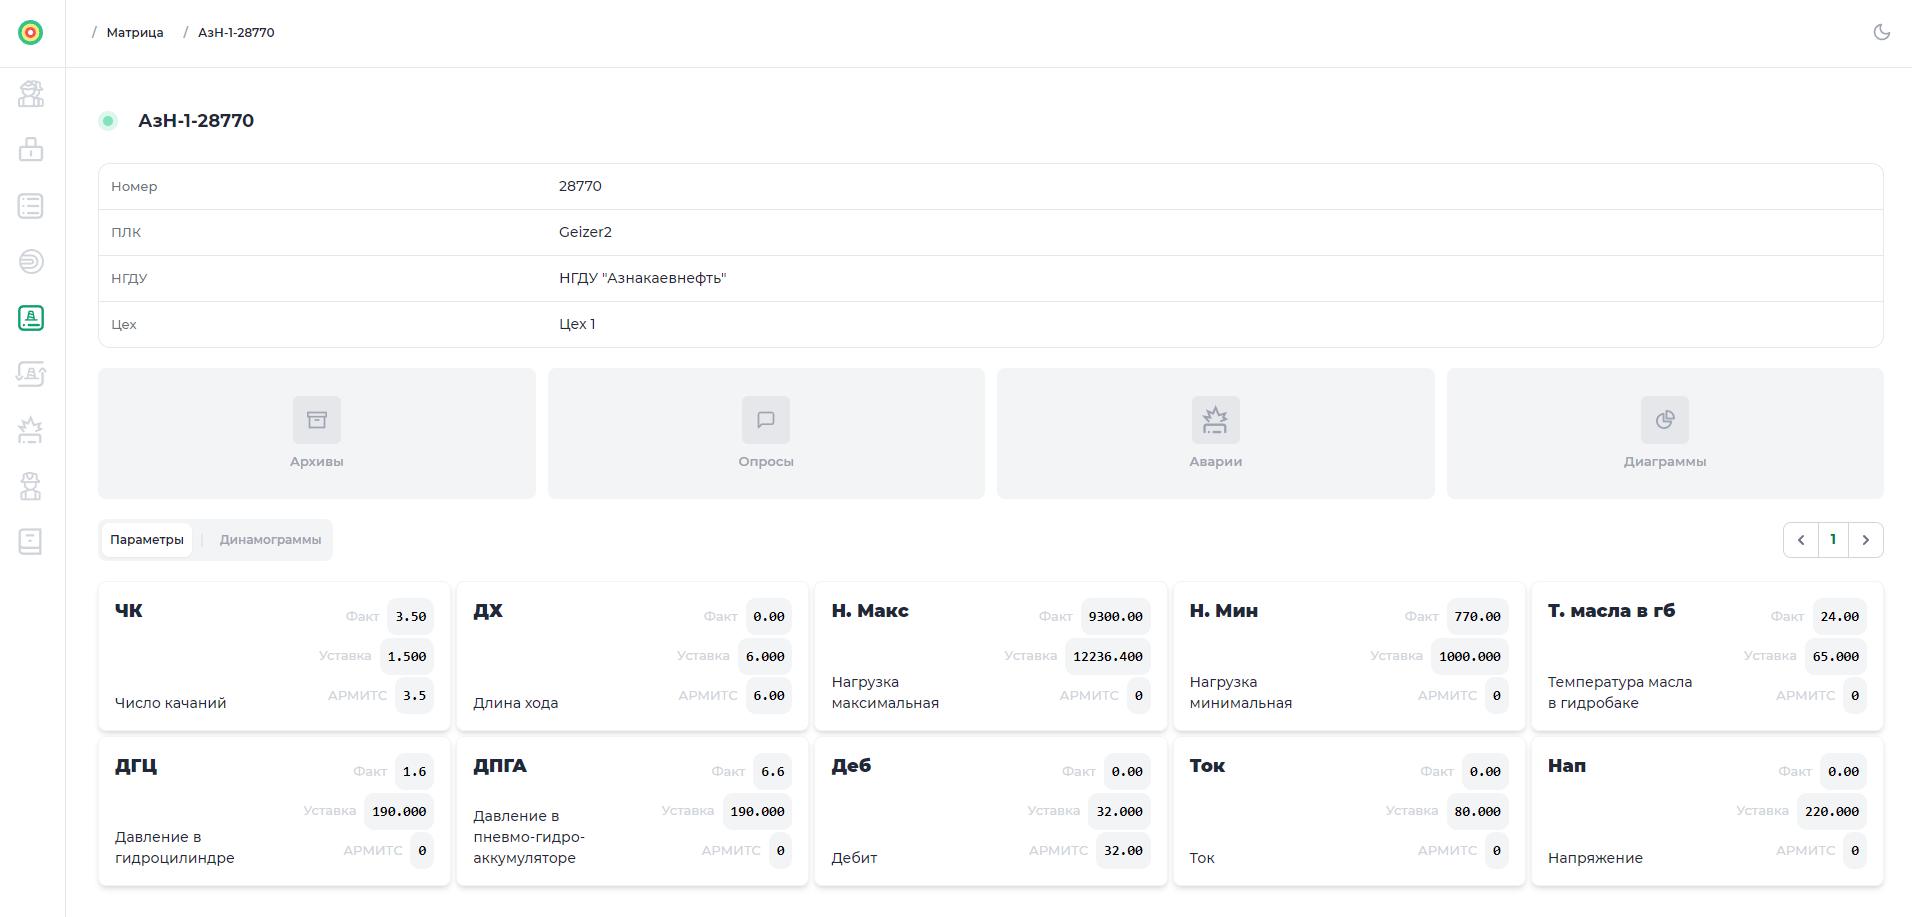 / Матрица / АзН-1-28770
АзН-1-28770
Номер 28770
ПЛК Geizer2
НГДУ НГДУ "Азнакаевнефть"
Цех Цех 1
Архивы Опросы Аварии Диаграммы
Параметры | Динамограммы 1
ЧК
Факт 3.50
Уставка 1.500
АРМИТС 3.5
Число качаний
ДХ
Факт 0.00
Уставка 6.000
АРМИТС 6.00
Длина хода
Н. Макс
Факт 9300.00
Уставка 12236.400
АРМИТС 0
Нагрузка
максимальная
Н. Мин
Факт 770.00
Уставка 1000.000
АРМИТС 0
Нагрузка
минимальная
Т. масла в гб
Факт 24.00
Уставка 65.000
АРМИТС 0
Температура масла
в гидробаке
ДГЦ
Факт 1.6
Уставка 190.000
АРМИТС 0
Давление в
гидроцилиндре
ДПГА
Факт 6.6
Уставка 190.000
АРМИТС 0
Давление в
пневмо-гидро-
аккумуляторе
Деб
Факт 0.00
Уставка 32.000
АРМИТС 32.00
Дебит
Ток
Факт 0.00
Уставка 80.000
АРМИТС 0
Ток
Нап
Факт 0.00
Уставка 220.000
АРМИТС 0
Напряжение